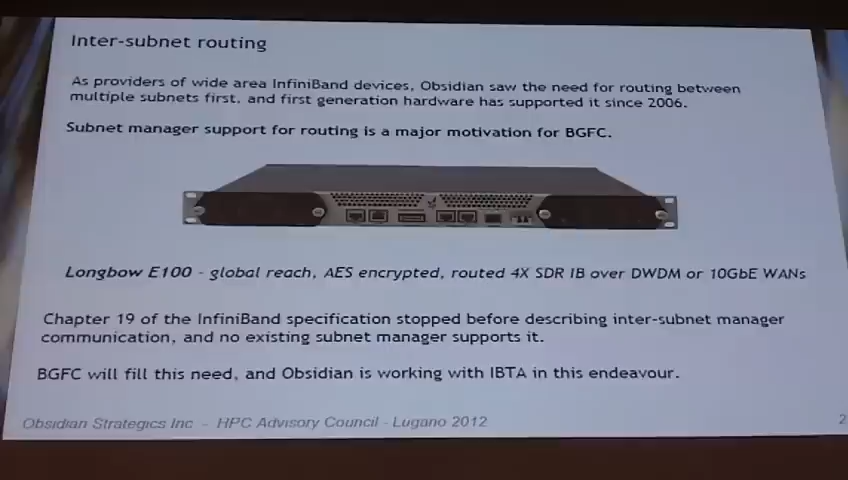 Inter-subnet routing
As providers of wide area InfiniBand devices, Obsidian saw the need for routing between
multiple subnets first, and first generation hardware has supported it since 2006.
Subnet manager support for routing is a major motivation for BGFC.
Longbow E100 - global reach, AES encrypted, routed 4X SDR IB over DWDM or 10GbE WANs
Chapter 19 of the InfiniBand specification stopped before describing inter-subnet manager
communication, and no existing subnet manager supports it.
BGFC will fill this need, and Obsidian is working with IBTA in this endeavour.
Obsidian Strategics Inc - HPC Advisory Council - Lugano 2012